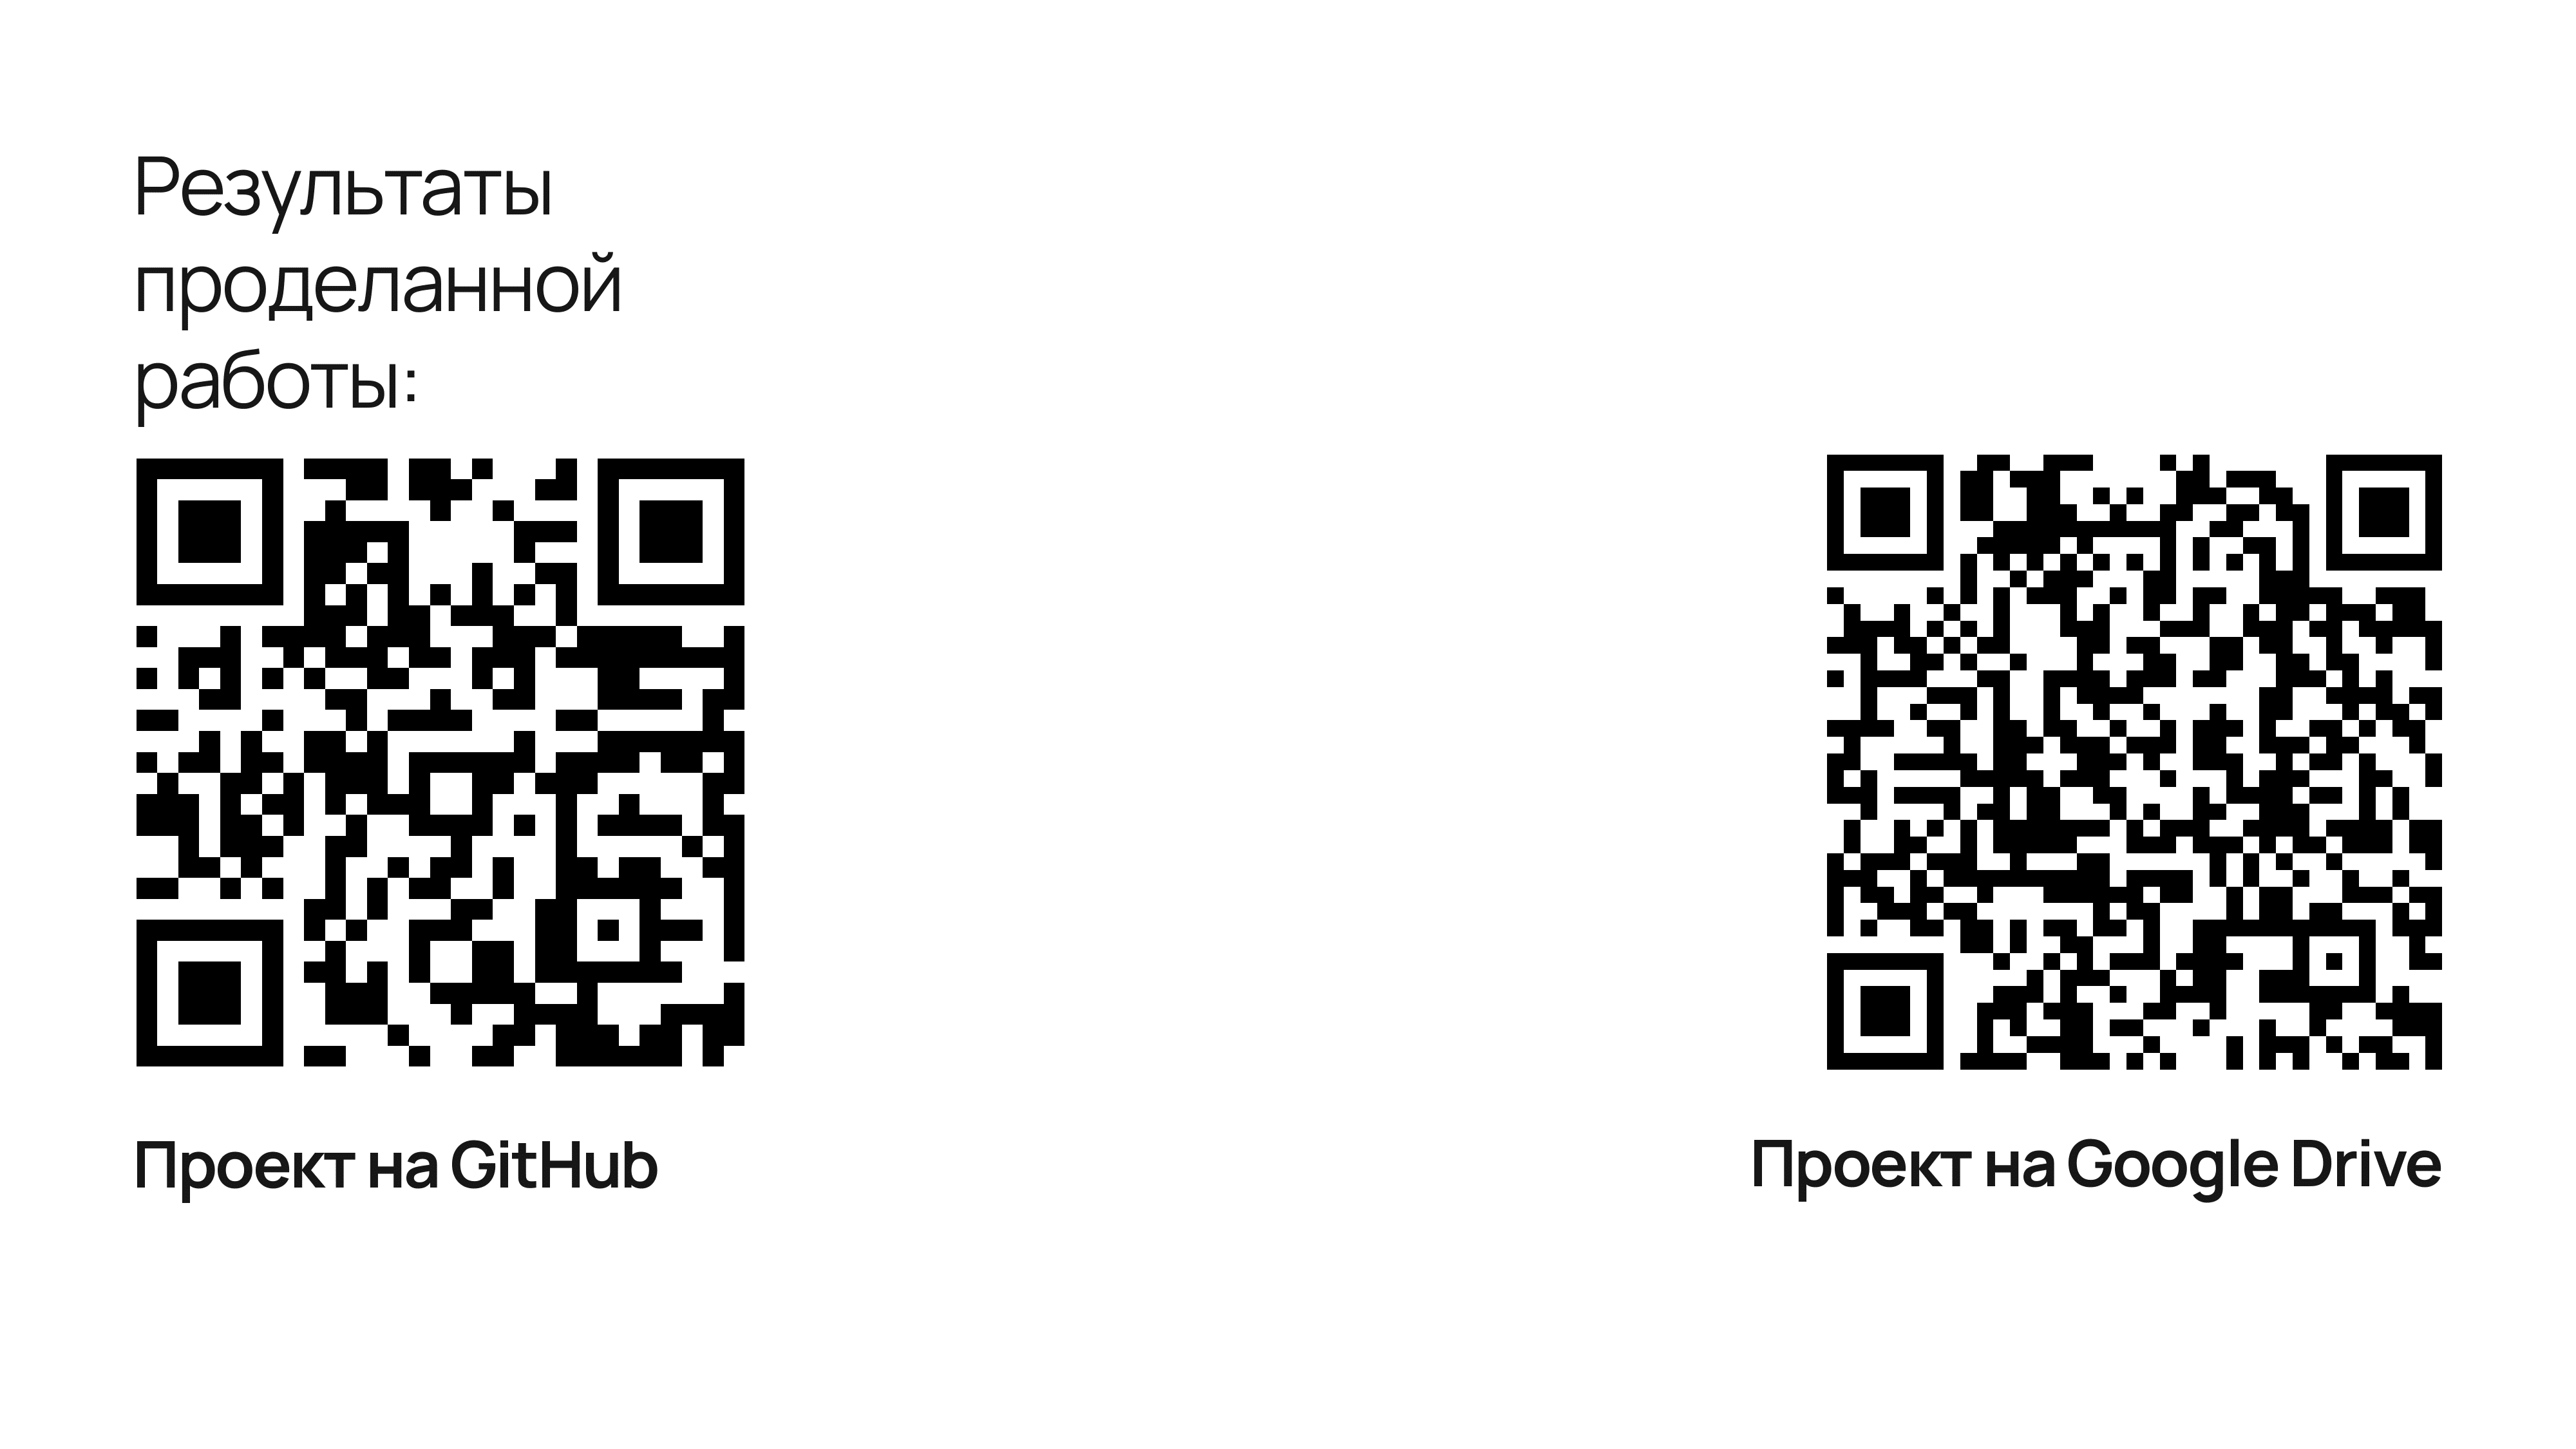 Результаты
проделанной
работы:
Проект на GitHub
Проект на Google Drive